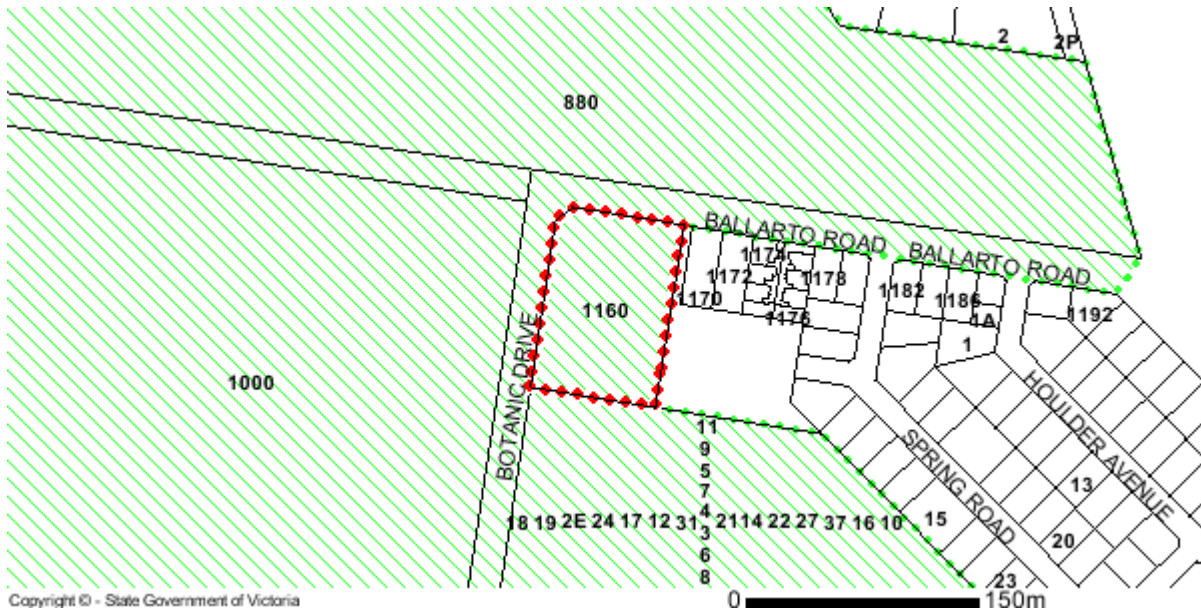 2
2P
880
BALLARTO ROAD
BALLARTO ROAD
1174
1172
1178
1170
1176
1182
1186
1A
1192
1
1160
1000
BOTANIC DRIVE
HOULDER AVENUE
SPRING ROAD
11
9
5
7
4
18 19 2E 24 17 12 31 21 14 22 27 37 16 10
3
6
8
13
15
20
23
Copyright © - State Government of Victoria
0 150m